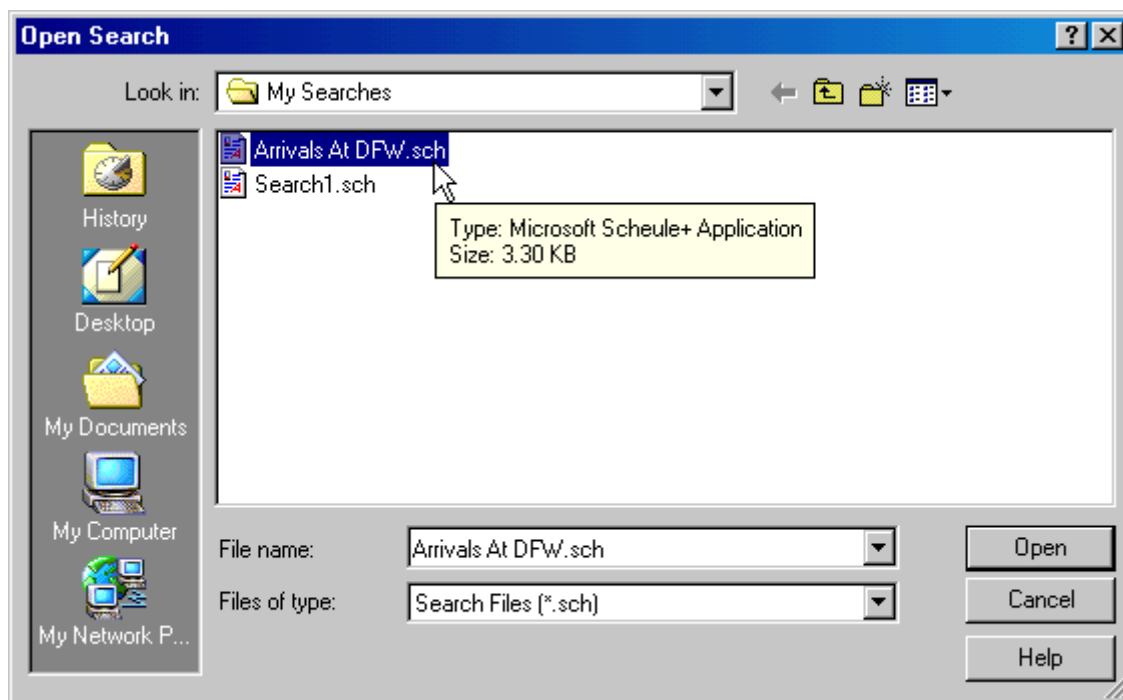 Open Search
Look in:
My Searches
History
Desktop
My Documents
My Computer
My Network P...
Arrivals At DFW.sch
Search1.sch
Type: Microsoft Scheule+ Application
Size: 3.30 KB
File name:
Arrivals At DFW.sch
Open
Files of type:
Search Files (*.sch)
Cancel
Help